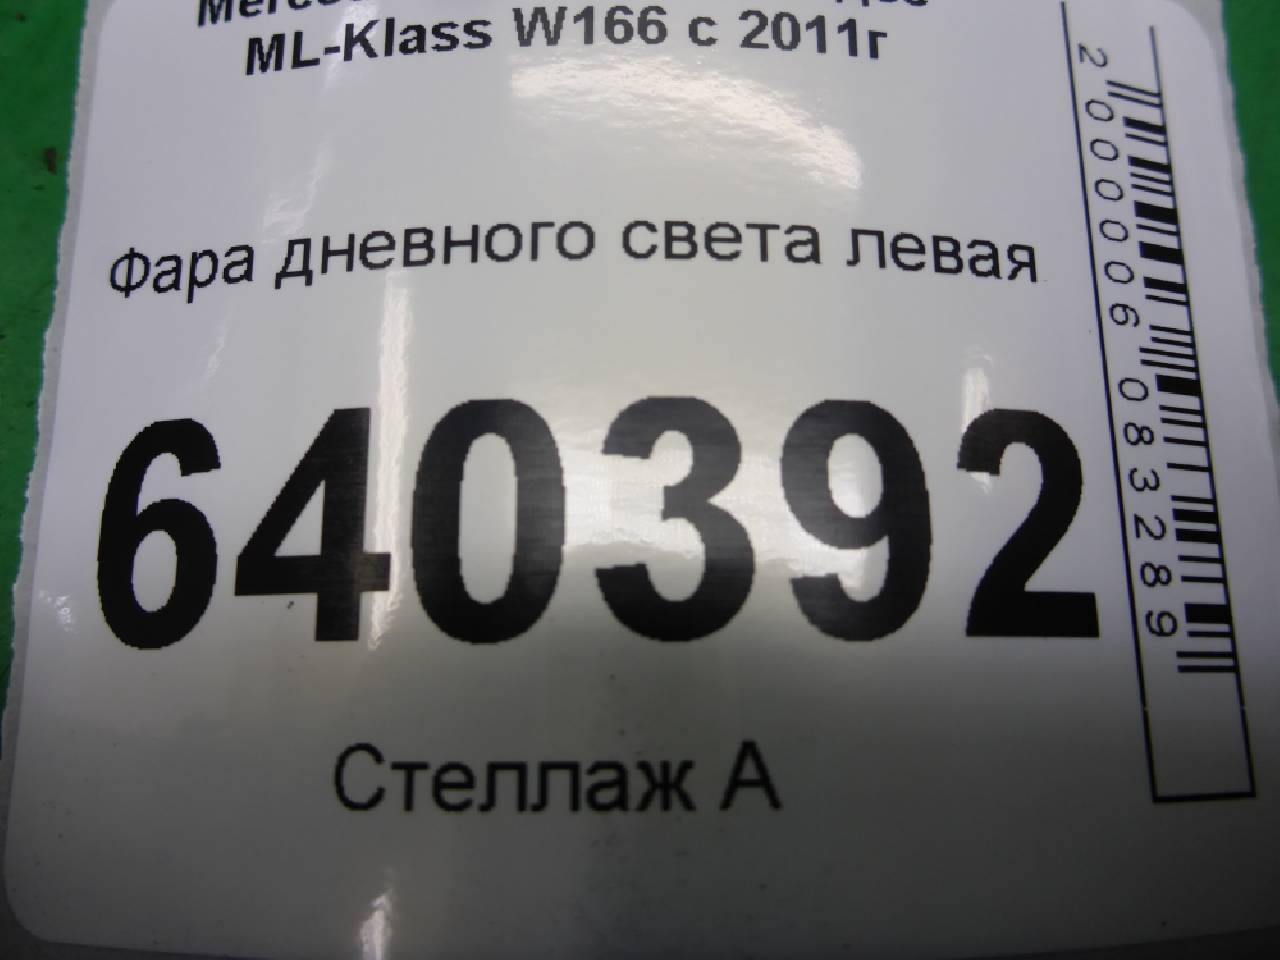 ML-Klass W166 с 2011г
Фара дневного света левая
640392
Стеллаж А
2000006083289